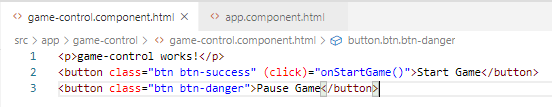 <> game-control.component.html ● <> app.component.html
src > app > game-control > <> game-control.component.html > button.btn.btn-danger
1 <p>game-control works!</p>
2 <button class="btn btn-success" (click)="onStartGame()">Start Game</button>
3 <button class="btn btn-danger">Pause Game</button>